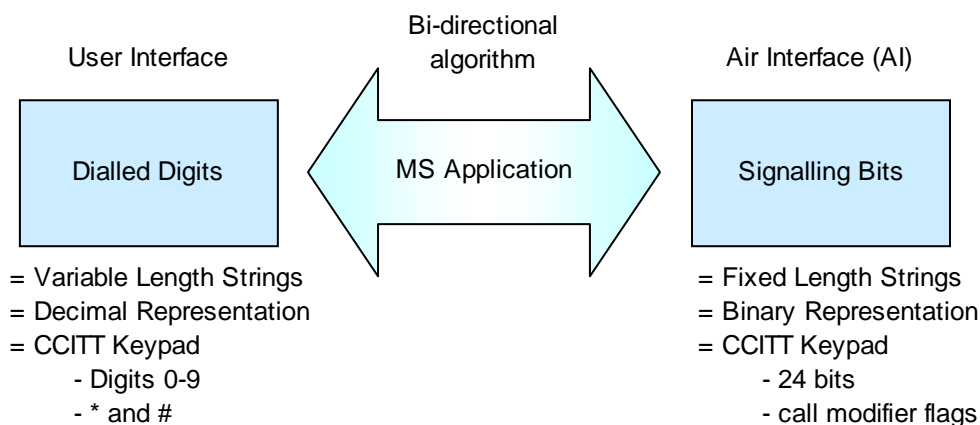 Bi-directional
algorithm
User Interface
Air Interface (AI)
Dialled Digits
MS Application
Signalling Bits
= Variable Length Strings
= Decimal Representation
= CCITT Keypad
- Digits 0-9
- * and #
= Fixed Length Strings
= Binary Representation
= CCITT Keypad
- 24 bits
- call modifier flags